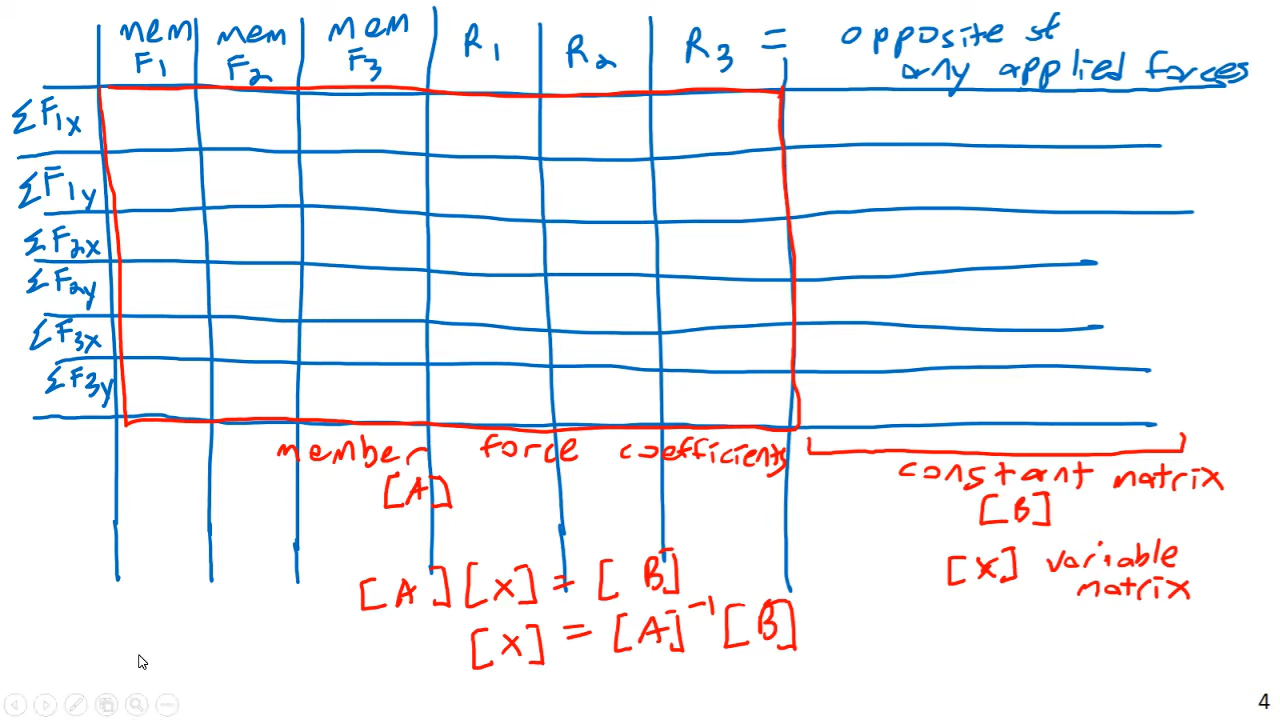 mem F₁ mem F₂ mem F₃ R₁ R₂ R₃ = opposite of any applied forces
ΣF₁x
ΣF₁y
ΣF₂x
ΣF₂y
ΣF₃x
ΣF₃y
member force coefficients
[A]
constant matrix
[B]
[x] variable matrix
[A][x] = [B]
[x] = [A]⁻¹[B]
4